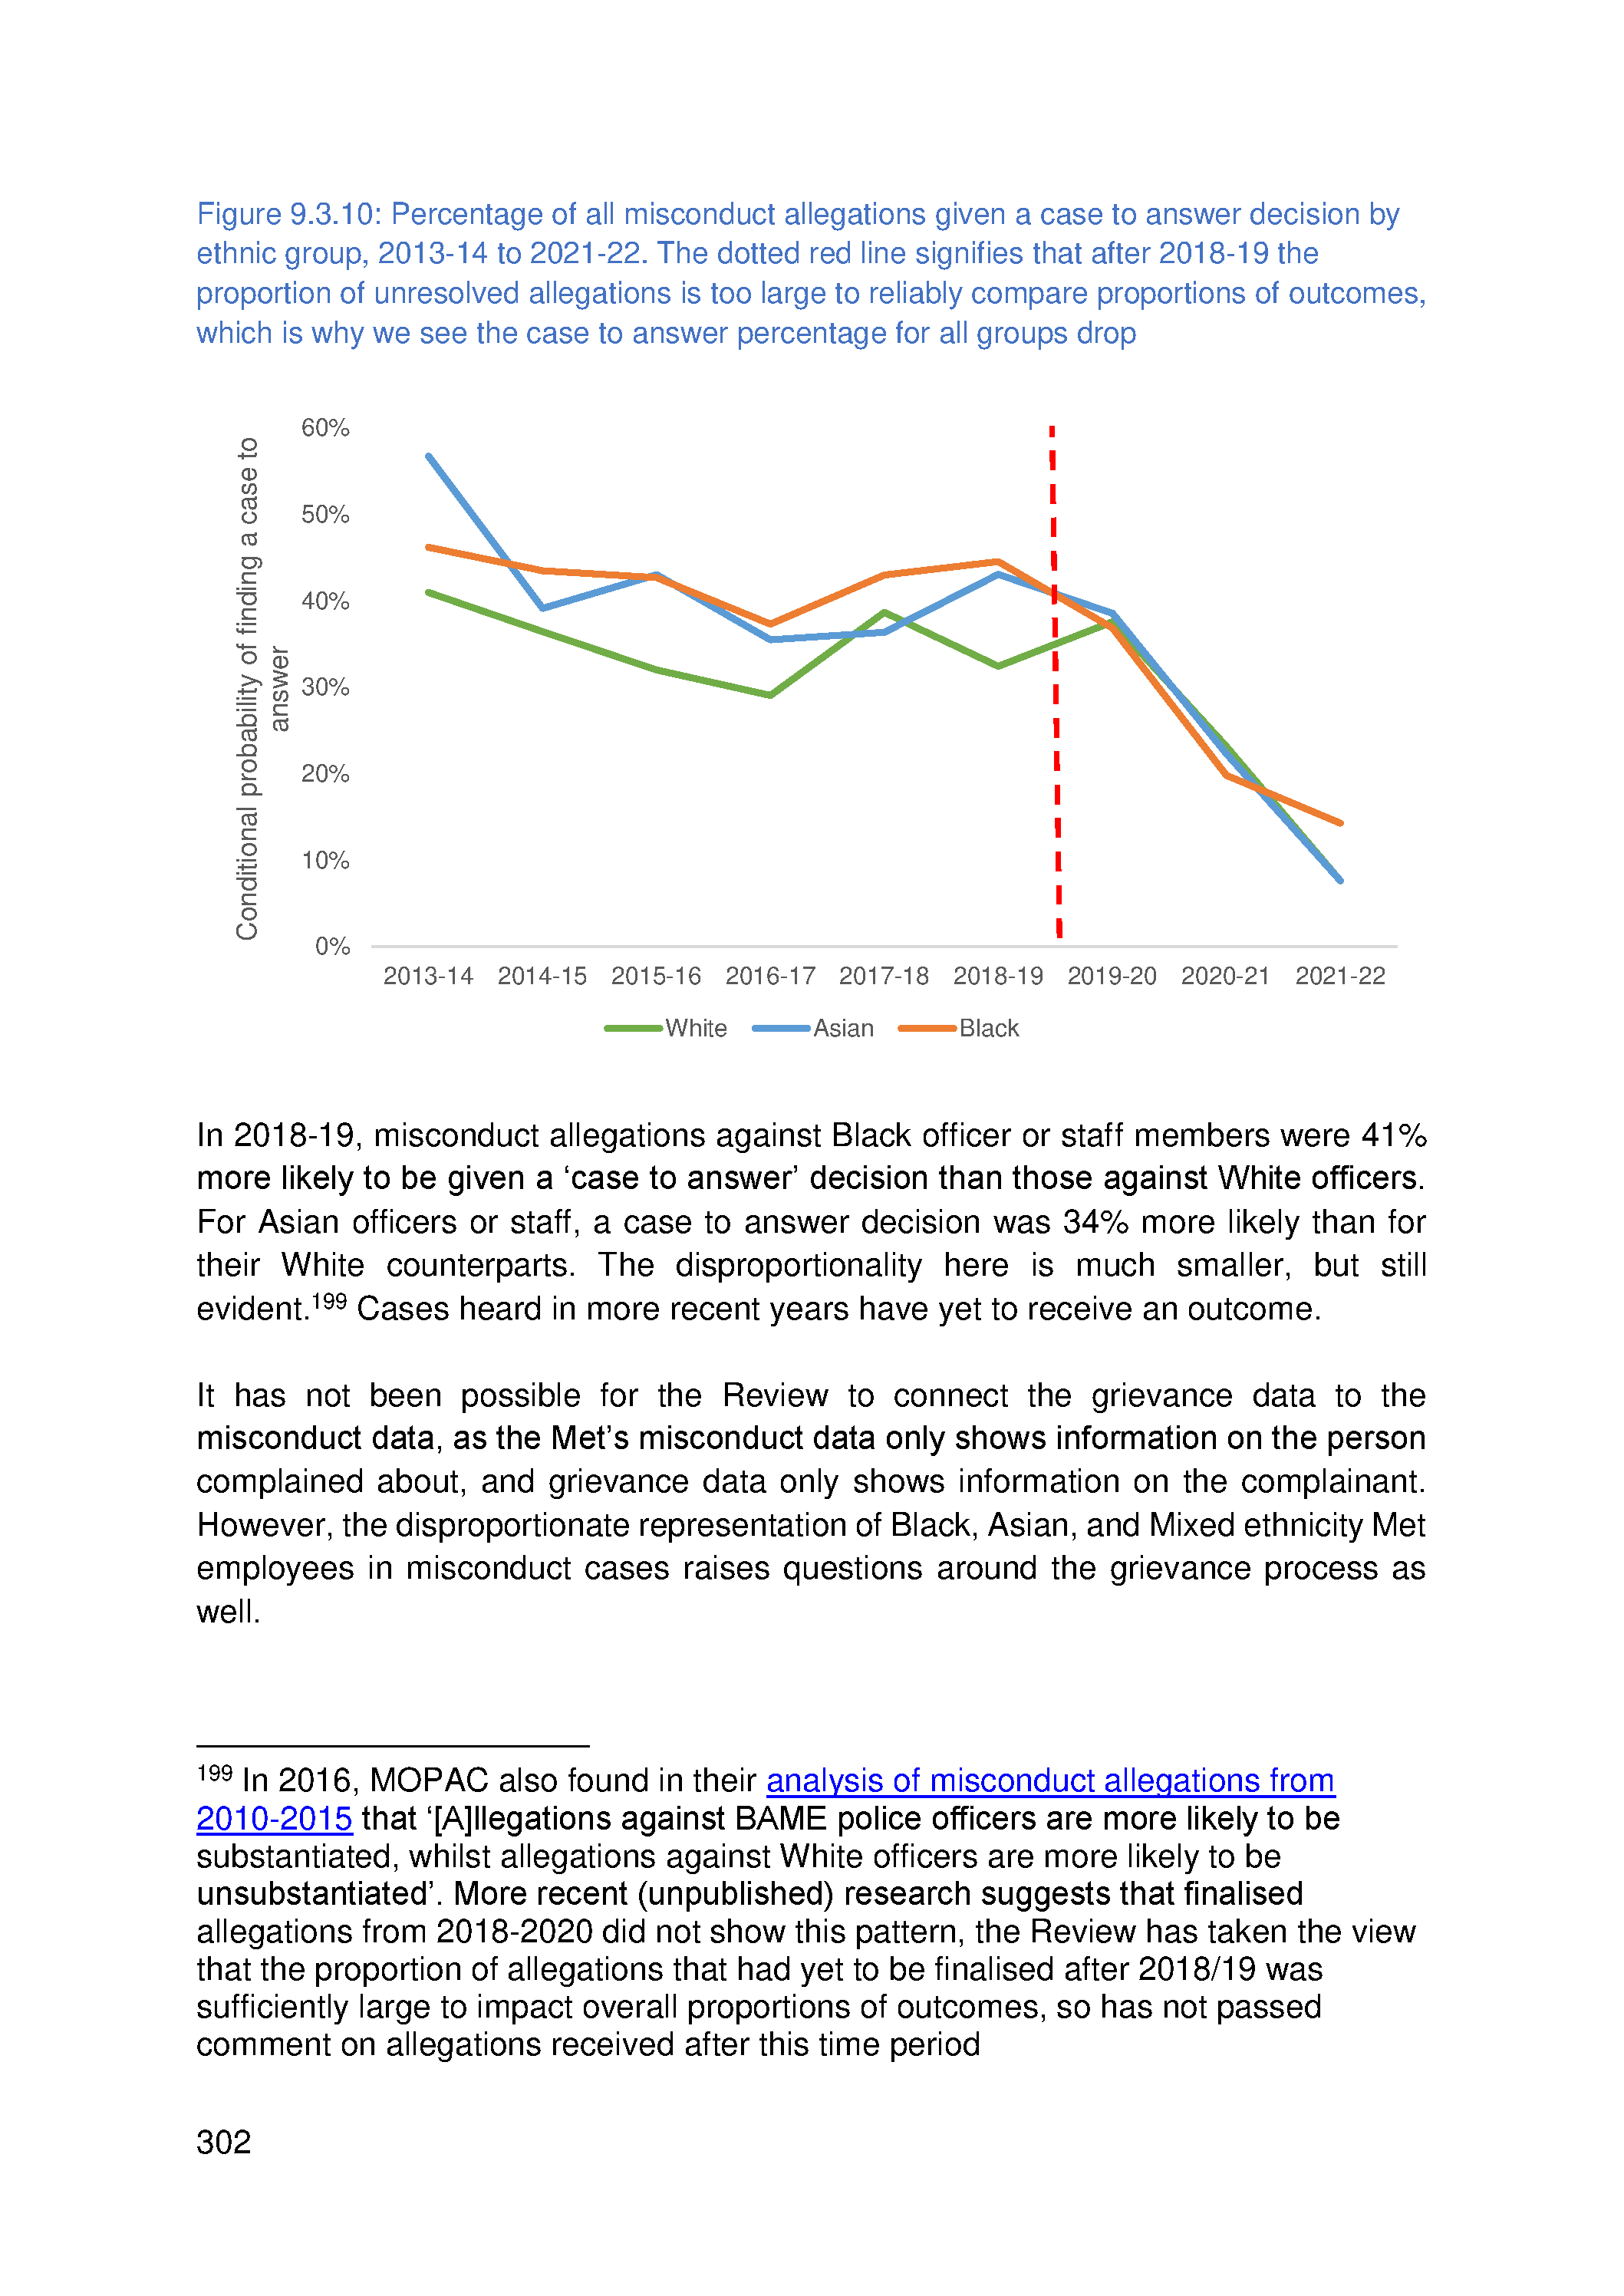 Figure 9.3.10: Percentage of all misconduct allegations given a case to answer decision by
ethnic group, 2013-14 to 2021-22. The dotted red line signifies that after 2018-19 the
proportion of unresolved allegations is too large to reliably compare proportions of outcomes,
which is why we see the case to answer percentage for all groups drop
Conditional probability of finding a case to
answer
60%
50%
40%
30%
20%
10%
0%
2013-14 2014-15 2015-16 2016-17 2017-18 2018-19 2019-20 2020-21 2021-22
White Asian Black
In 2018-19, misconduct allegations against Black officer or staff members were 41%
more likely to be given a ‘case to answer’ decision than those against White officers.
For Asian officers or staff, a case to answer decision was 34% more likely than for
their White counterparts. The disproportionality here is much smaller, but still
evident.¹⁹⁹ Cases heard in more recent years have yet to receive an outcome.
It has not been possible for the Review to connect the grievance data to the
misconduct data, as the Met’s misconduct data only shows information on the person
complained about, and grievance data only shows information on the complainant.
However, the disproportionate representation of Black, Asian, and Mixed ethnicity Met
employees in misconduct cases raises questions around the grievance process as
well.
¹⁹⁹ In 2016, MOPAC also found in their analysis of misconduct allegations from
2010-2015 that ‘[A]llegations against BAME police officers are more likely to be
substantiated, whilst allegations against White officers are more likely to be
unsubstantiated’. More recent (unpublished) research suggests that finalised
allegations from 2018-2020 did not show this pattern, the Review has taken the view
that the proportion of allegations that had yet to be finalised after 2018/19 was
sufficiently large to impact overall proportions of outcomes, so has not passed
comment on allegations received after this time period
302